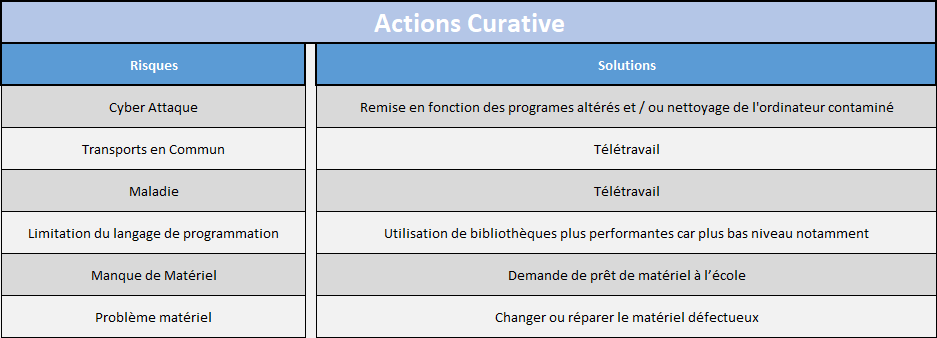 Actions Curative
Risques Solutions
Cyber Attaque Remise en fonction des programes altérés et / ou nettoyage de l'ordinateur contaminé
Transports en Commun Télétravail
Maladie Télétravail
Limitation du langage de programmation Utilisation de bibliothèques plus performantes car plus bas niveau notamment
Manque de Matériel Demande de prêt de matériel à l’école
Problème matériel Changer ou réparer le matériel défectueux